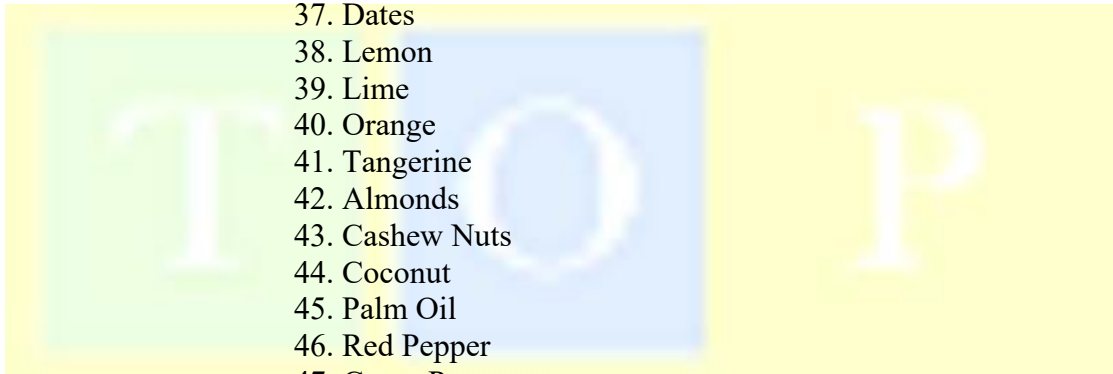 37. Dates
38. Lemon
39. Lime
40. Orange
41. Tangerine
42. Almonds
43. Cashew Nuts
44. Coconut
45. Palm Oil
46. Red Pepper
T O P